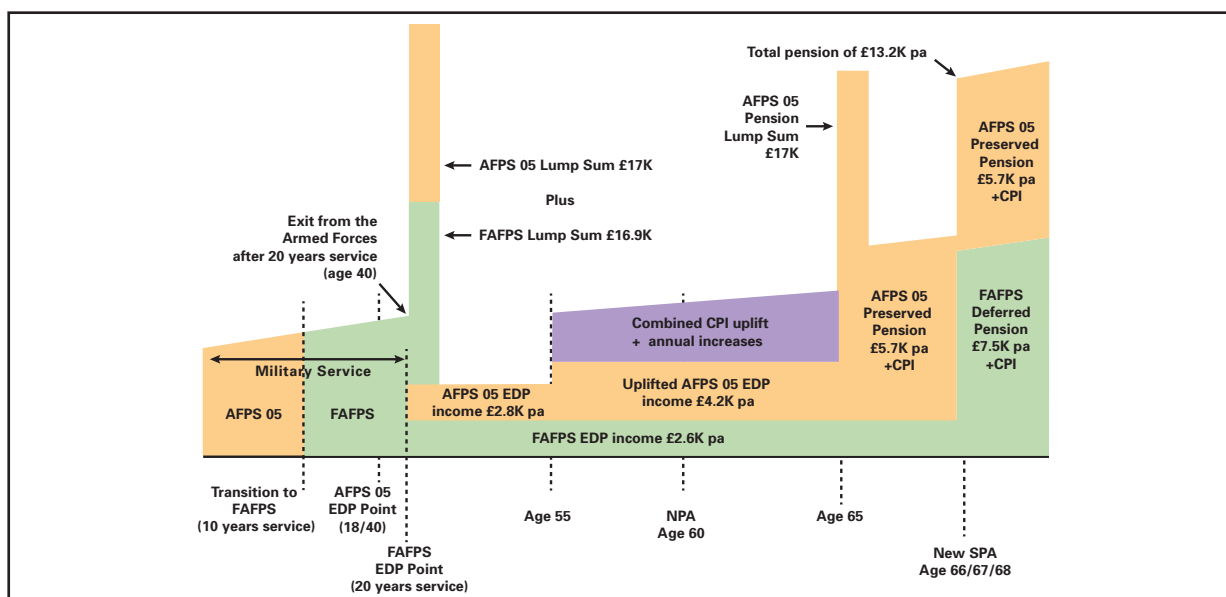 Total pension of £13.2K pa
AFPS 05
Pension
Lump Sum
£17K
AFPS 05
Preserved
Pension
£5.7K pa
+CPI
AFPS 05 Lump Sum £17K
Plus
FAFPS Lump Sum £16.9K
Exit from the
Armed Forces
after 20 years service
(age 40)
Combined CPI uplift
+ annual increases
AFPS 05
Preserved
Pension
£5.7K pa
+CPI
FAFPS
Deferred
Pension
£7.5K pa
+CPI
Military Service
AFPS 05
FAFPS
AFPS 05 EDP
income £2.8K pa
Uplifted AFPS 05 EDP
income £4.2K pa
FAFPS EDP income £2.6K pa
Transition to
FAFPS
(10 years service)
AFPS 05
EDP Point
(18/40)
FAFPS
EDP Point
(20 years service)
Age 55
NPA
Age 60
Age 65
New SPA
Age 66/67/68